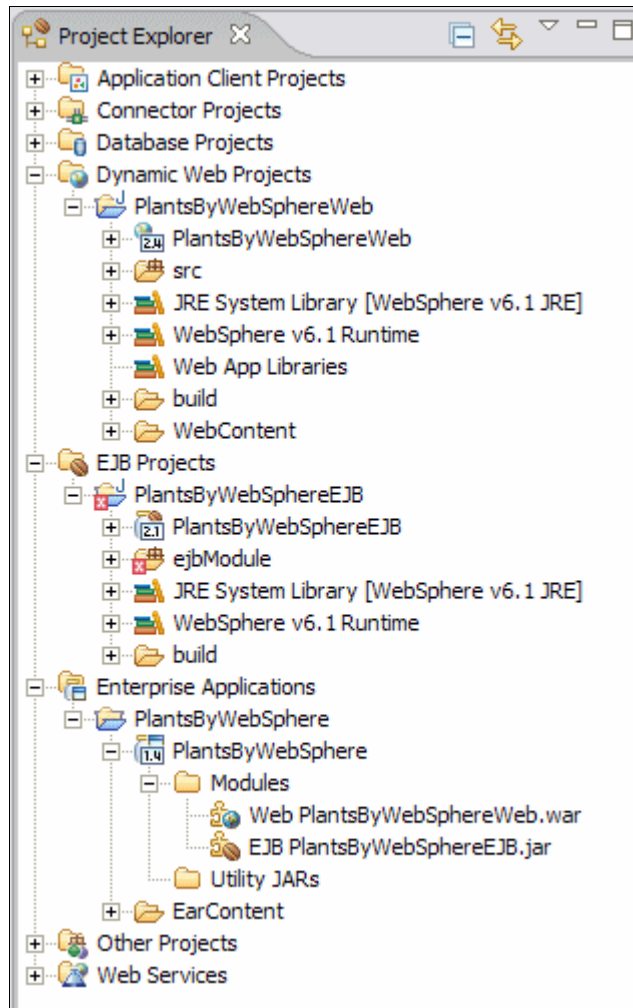 Project Explorer
Application Client Projects
Connector Projects
Database Projects
Dynamic Web Projects
PlantsByWebSphereWeb
2.4 PlantsByWebSphereWeb
src
JRE System Library [WebSphere v6.1 JRE]
WebSphere v6.1 Runtime
Web App Libraries
build
WebContent
EJB Projects
PlantsByWebSphereEJB
2.1 PlantsByWebSphereEJB
ejbModule
JRE System Library [WebSphere v6.1 JRE]
WebSphere v6.1 Runtime
build
Enterprise Applications
PlantsByWebSphere
1.4 PlantsByWebSphere
Modules
Web PlantsByWebSphereWeb.war
EJB PlantsByWebSphereEJB.jar
Utility JARs
EarContent
Other Projects
Web Services